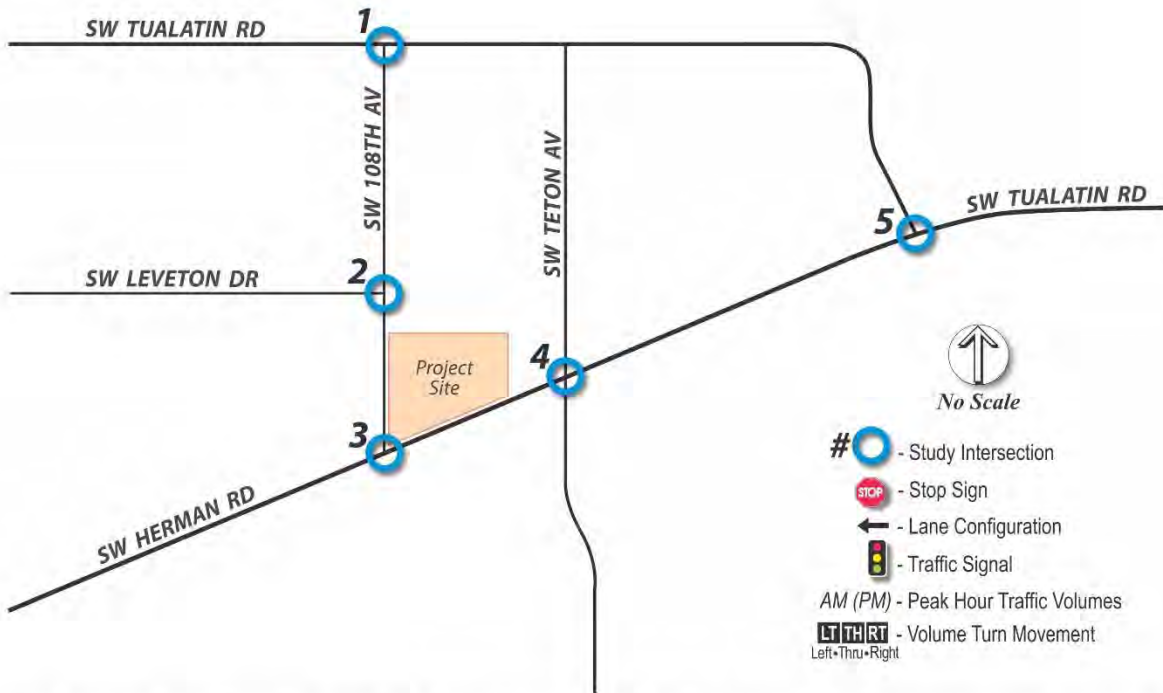 SW TUALATIN RD
1
SW 108TH AV
SW TETON AV
5
SW TUALATIN RD
2
SW LEVETON DR
Project
Site
4
3
SW HERMAN RD
No Scale
# - Study Intersection
STOP - Stop Sign
- Lane Configuration
- Traffic Signal
AM (PM) - Peak Hour Traffic Volumes
LT TH RT - Volume Turn Movement
Left•Thru•Right